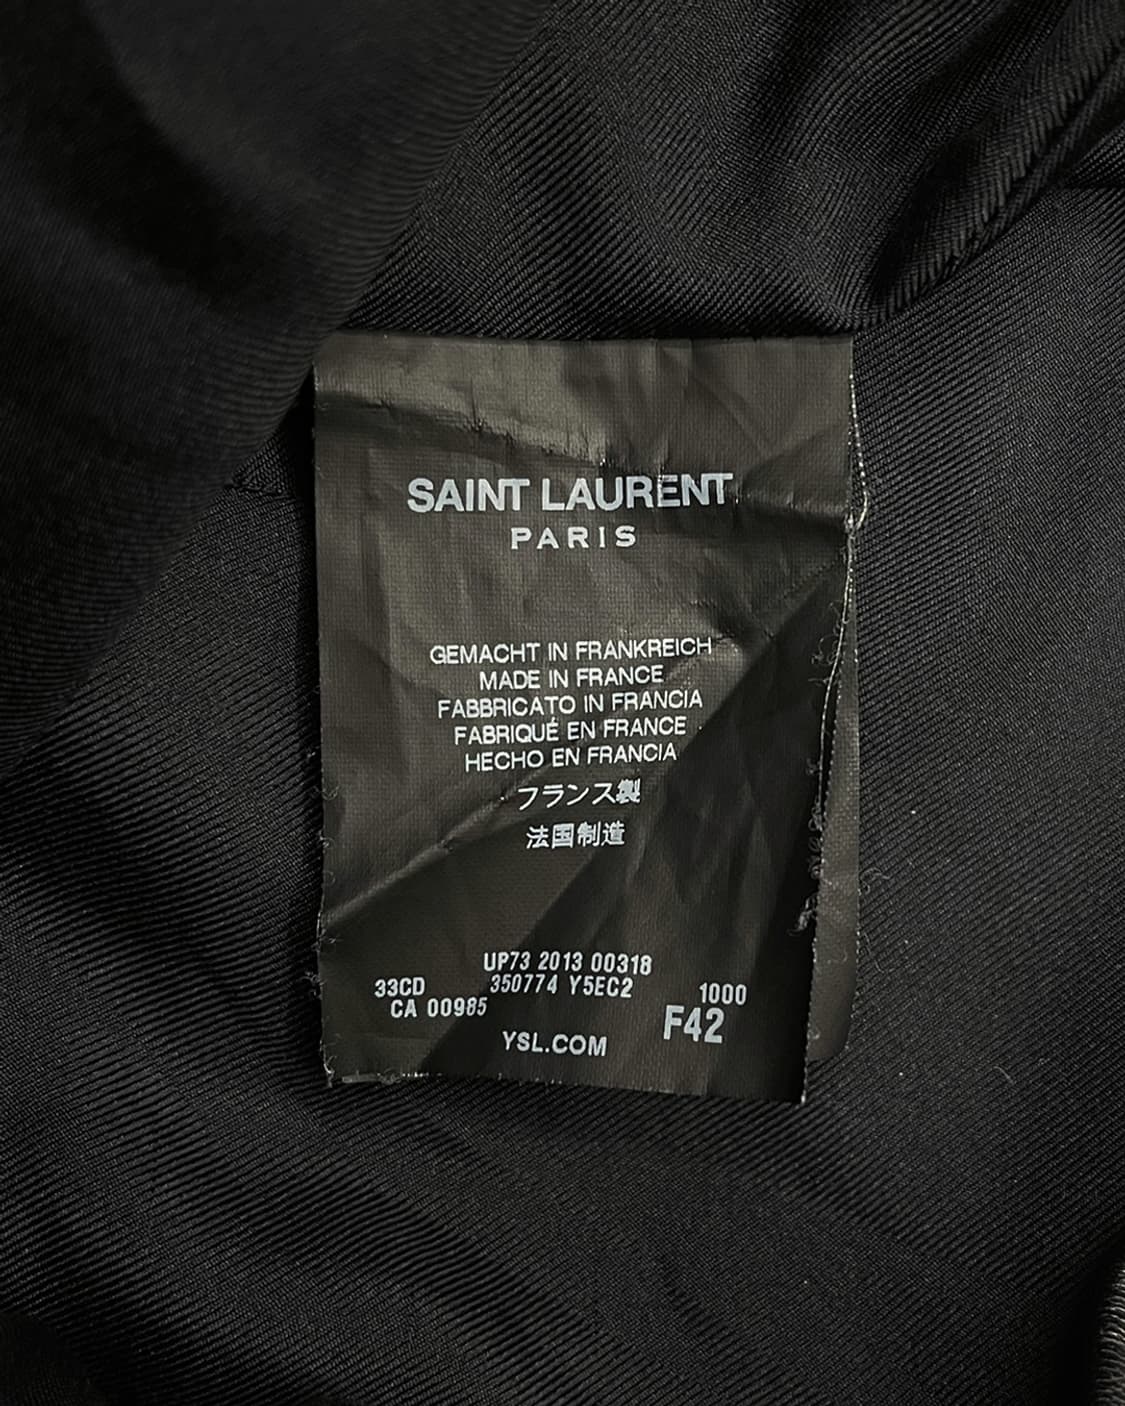 SAINT LAURENT
PARIS
GEMACHT IN FRANKREICH
MADE IN FRANCE
FABBRICATO IN FRANCIA
FABRIQUÉ EN FRANCE
HECHO EN FRANCIA
フランス製
法国制造
UP73 2013 00318
33CD 350774 Y5EC2 1000
CA 00985 F42
YSL.COM